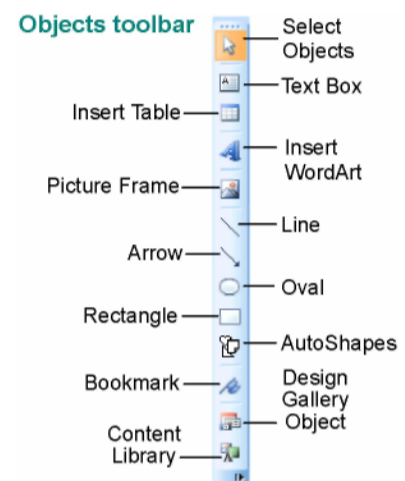 Objects toolbar
Select
Objects
A
Text Box
Insert Table
A
Insert
WordArt
Picture Frame
Line
Arrow
Oval
Rectangle
AutoShapes
Bookmark
Design
Gallery
Object
Content
Library